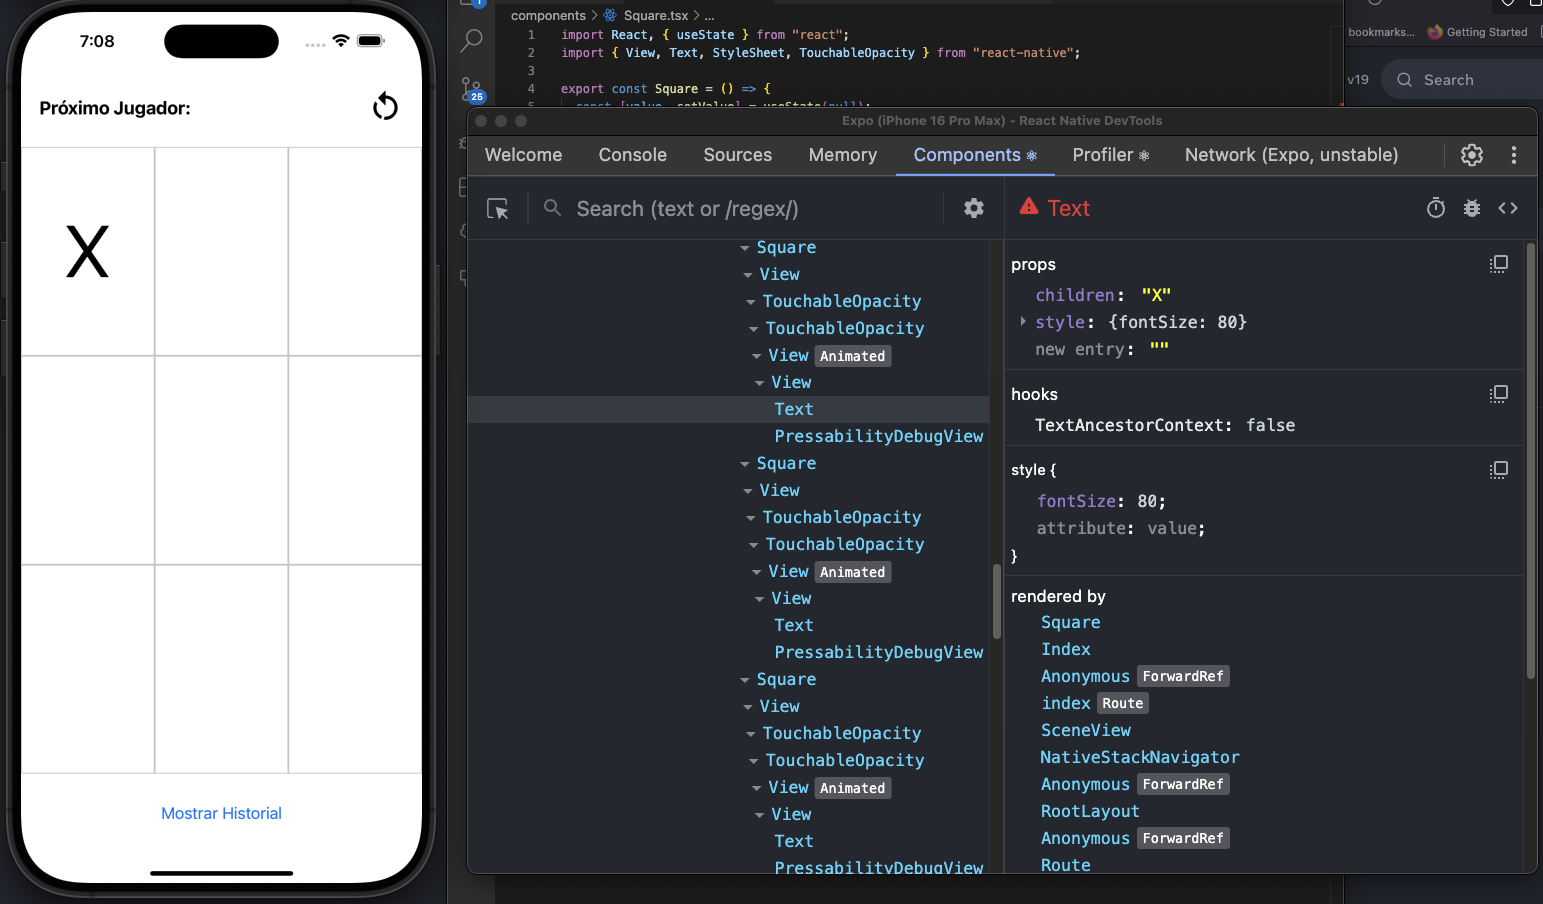 7:08
Próximo Jugador:
X
Mostrar Historial
components > Square.tsx > ...
1 import React, { useState } from "react";
2 import { View, Text, StyleSheet, TouchableOpacity } from "react-native";
3
4 export const Square = () => {
5 const [value, setValue] = useState(null);
1
25
bookmarks...
Getting Started
v19
Search
Expo (iPhone 16 Pro Max) - React Native DevTools
Welcome Console Sources Memory Components Profiler Network (Expo, unstable)
Search (text or /regex/)
Square
View
TouchableOpacity
TouchableOpacity
View Animated
View
Text
PressabilityDebugView
Square
View
TouchableOpacity
TouchableOpacity
View Animated
View
Text
PressabilityDebugView
Square
View
TouchableOpacity
TouchableOpacity
View Animated
View
Text
PressabilityDebugView
Text
props
children: "X"
style: {fontSize: 80}
new entry: ""
hooks
TextAncestorContext: false
style {
fontSize: 80;
attribute: value;
}
rendered by
Square
Index
Anonymous ForwardRef
index Route
SceneView
NativeStackNavigator
Anonymous ForwardRef
RootLayout
Anonymous ForwardRef
Route